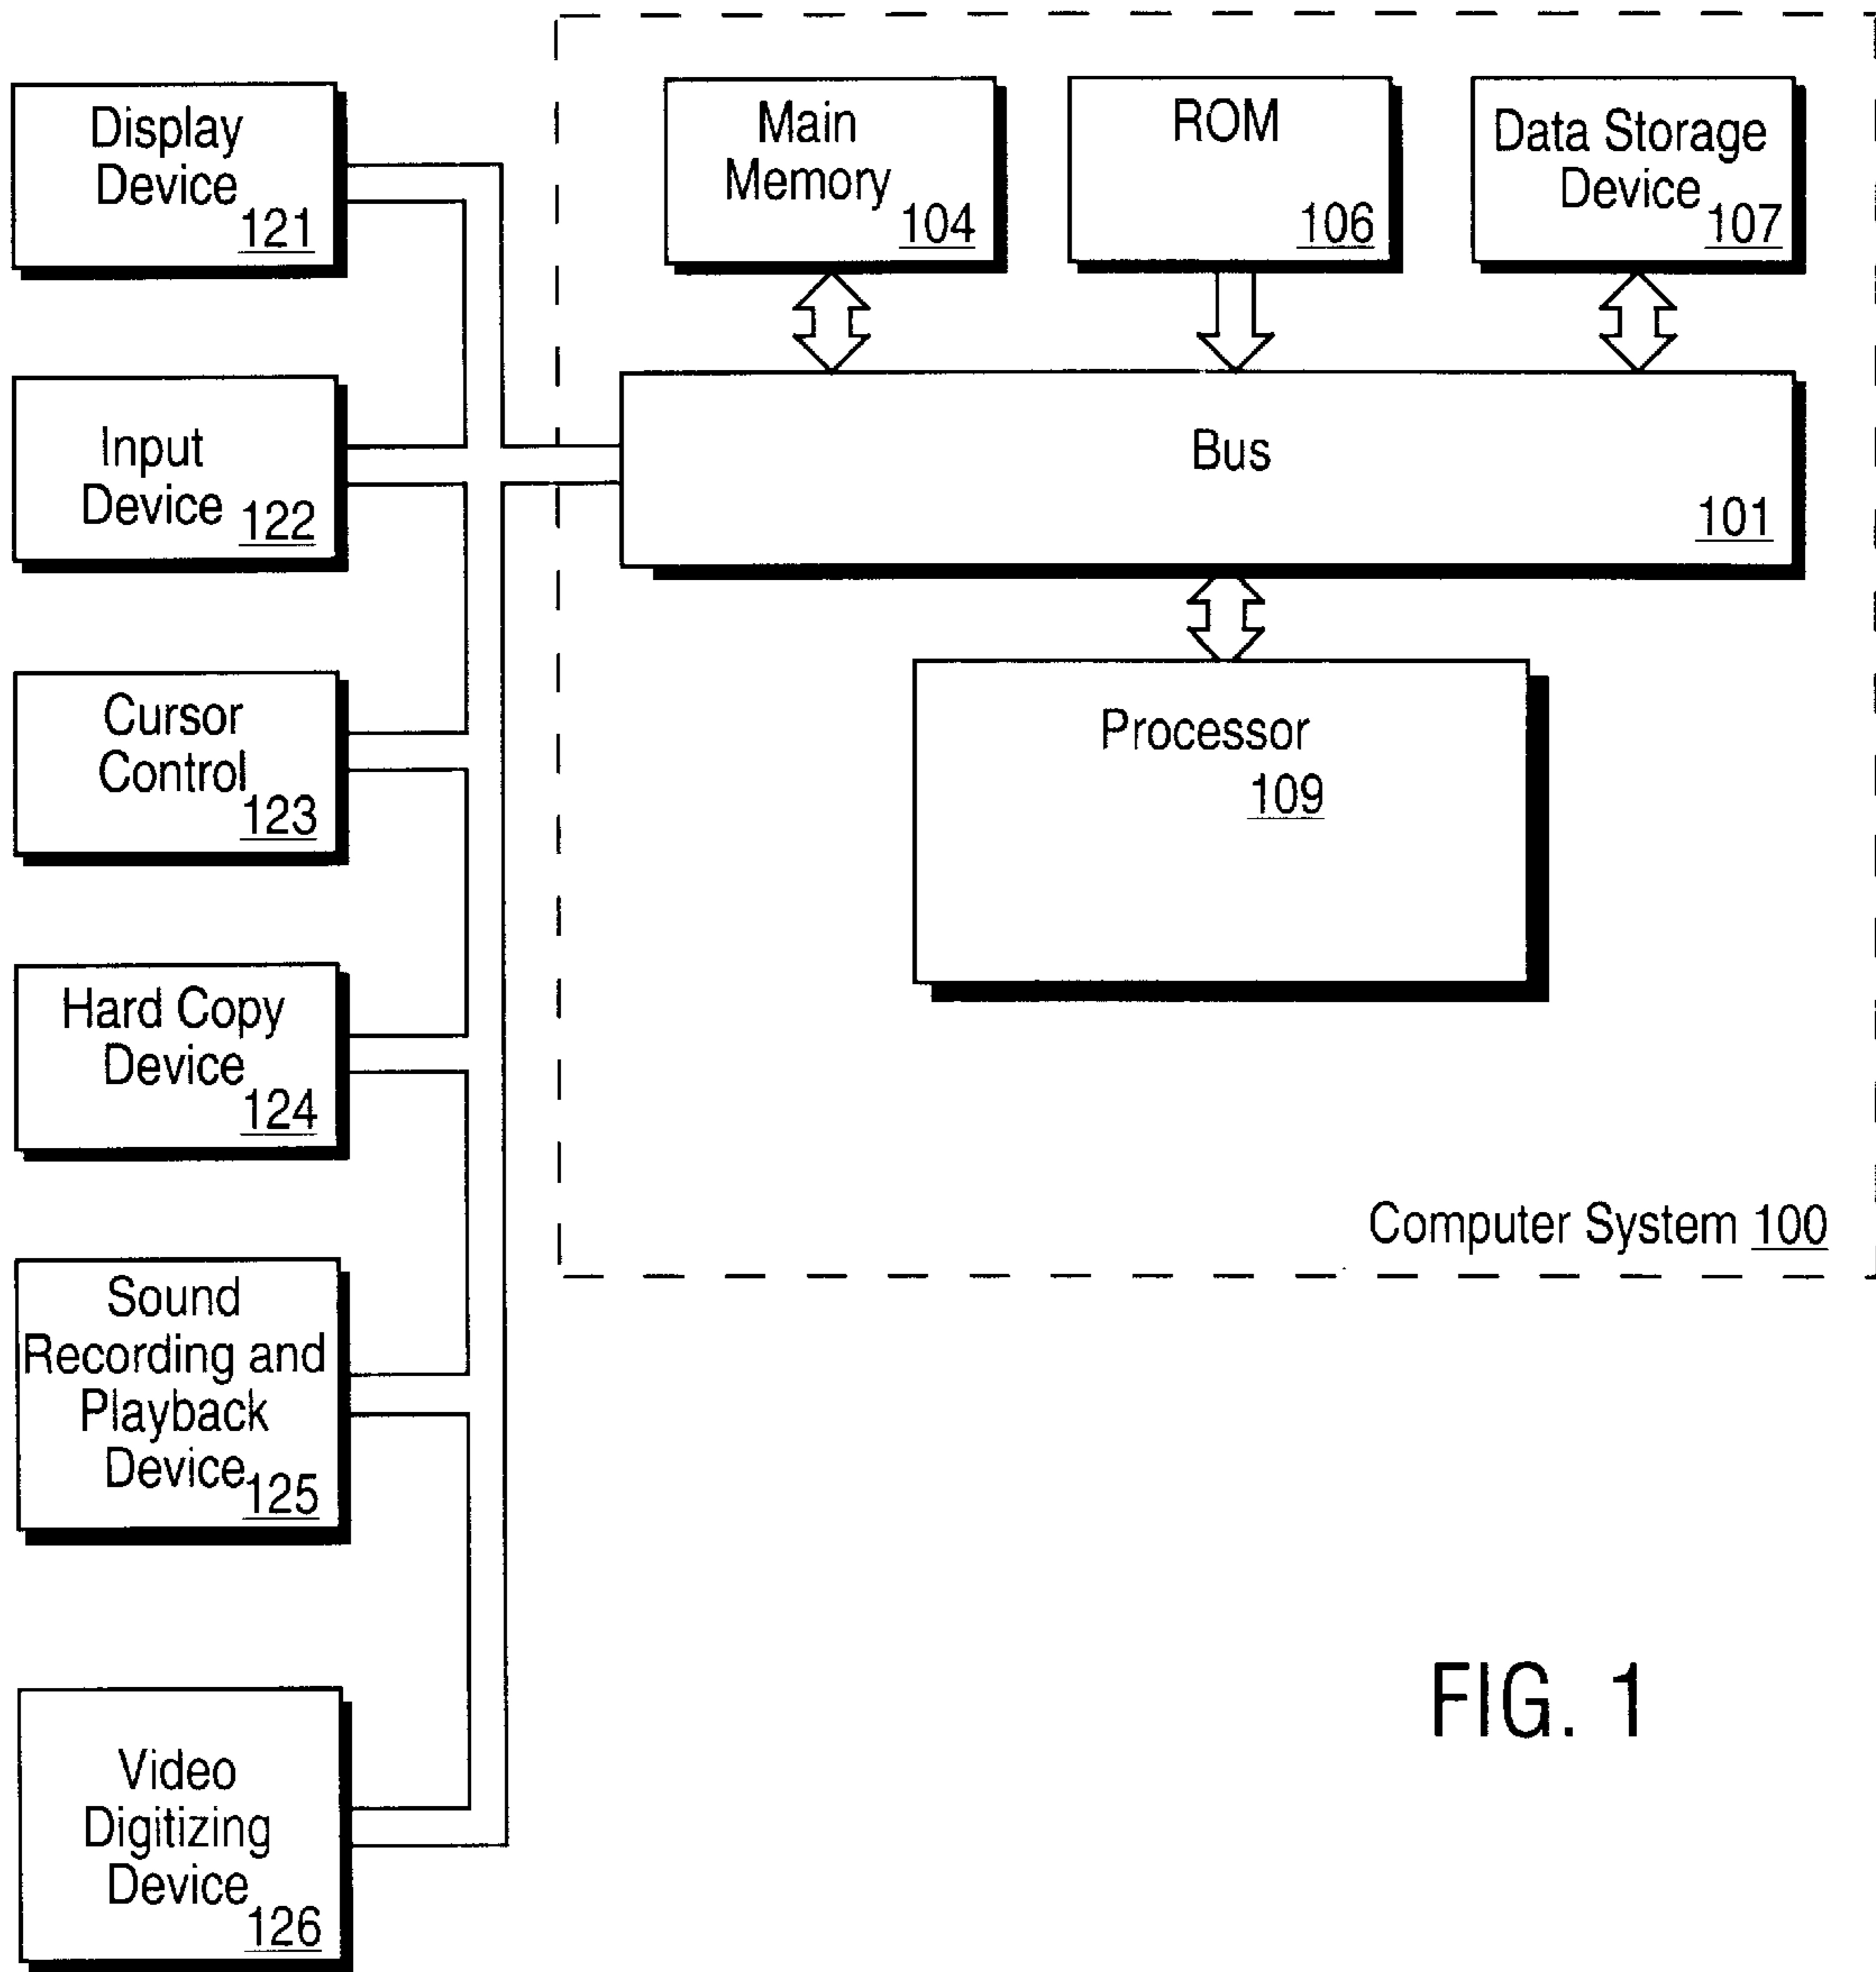 Display
Device
121
Main
Memory
104
ROM
106
Data Storage
Device
107
Input
Device
122
Bus
101
Cursor
Control
123
Processor
109
Hard Copy
Device
124
Computer System 100
Sound
Recording and
Playback
Device
125
Video
Digitizing
Device
126
FIG. 1